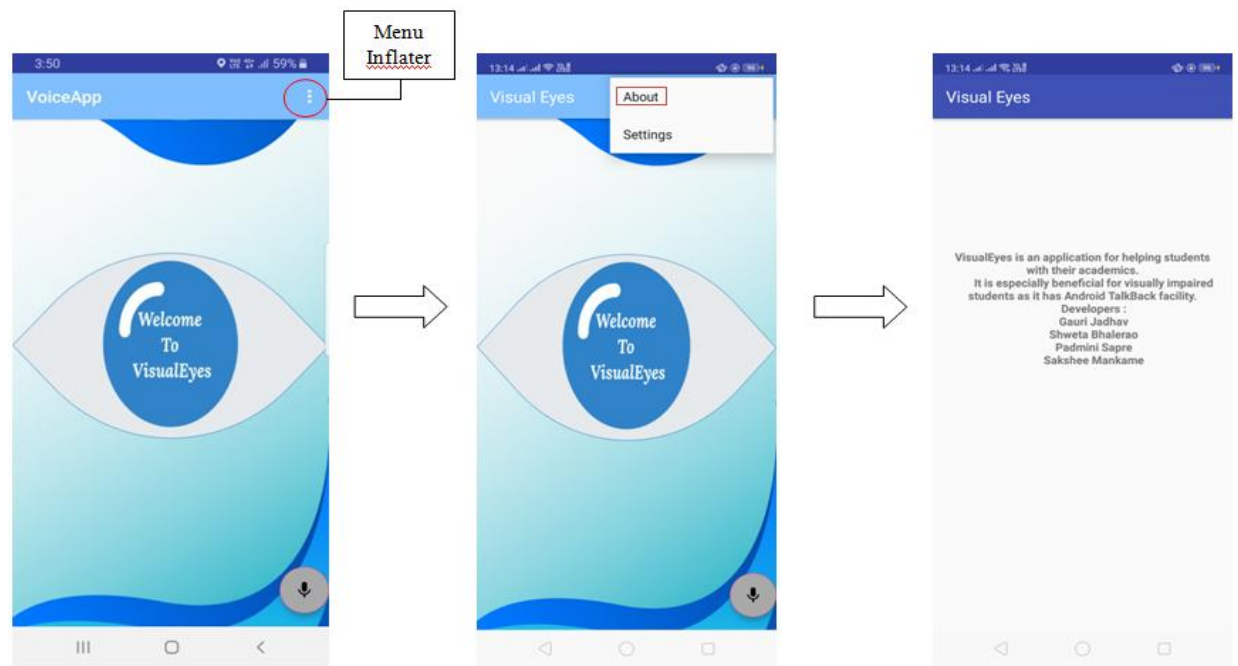 Menu
Inflater
3:50
59%
VoiceApp
Welcome
To
VisualEyes
13:14
Visual Eyes
About
Settings
Welcome
To
VisualEyes
13:14
Visual Eyes
VisualEyes is an application for helping students
with their academics.
It is especially beneficial for visually impaired
students as it has Android TalkBack facility.
Developers :
Gauri Jadhav
Shweta Bhalerao
Padmini Sapre
Sakshee Mankame